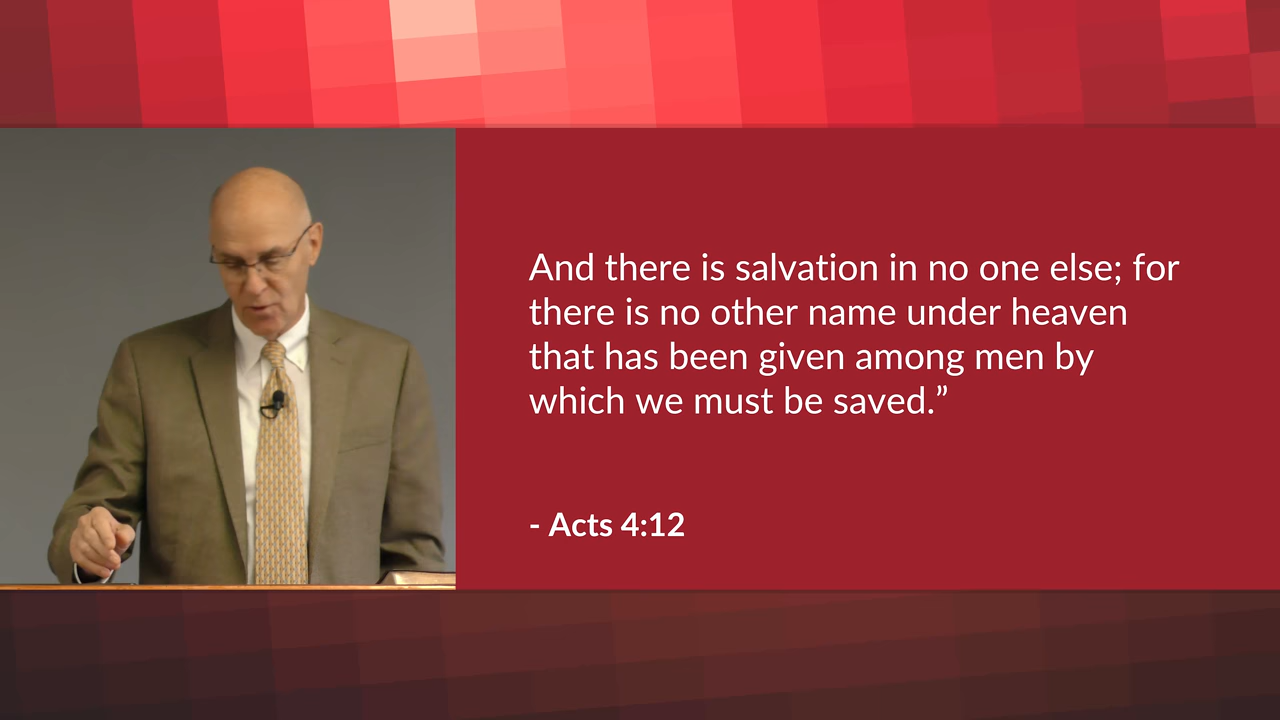 And there is salvation in no one else; for
there is no other name under heaven
that has been given among men by
which we must be saved.”
- Acts 4:12